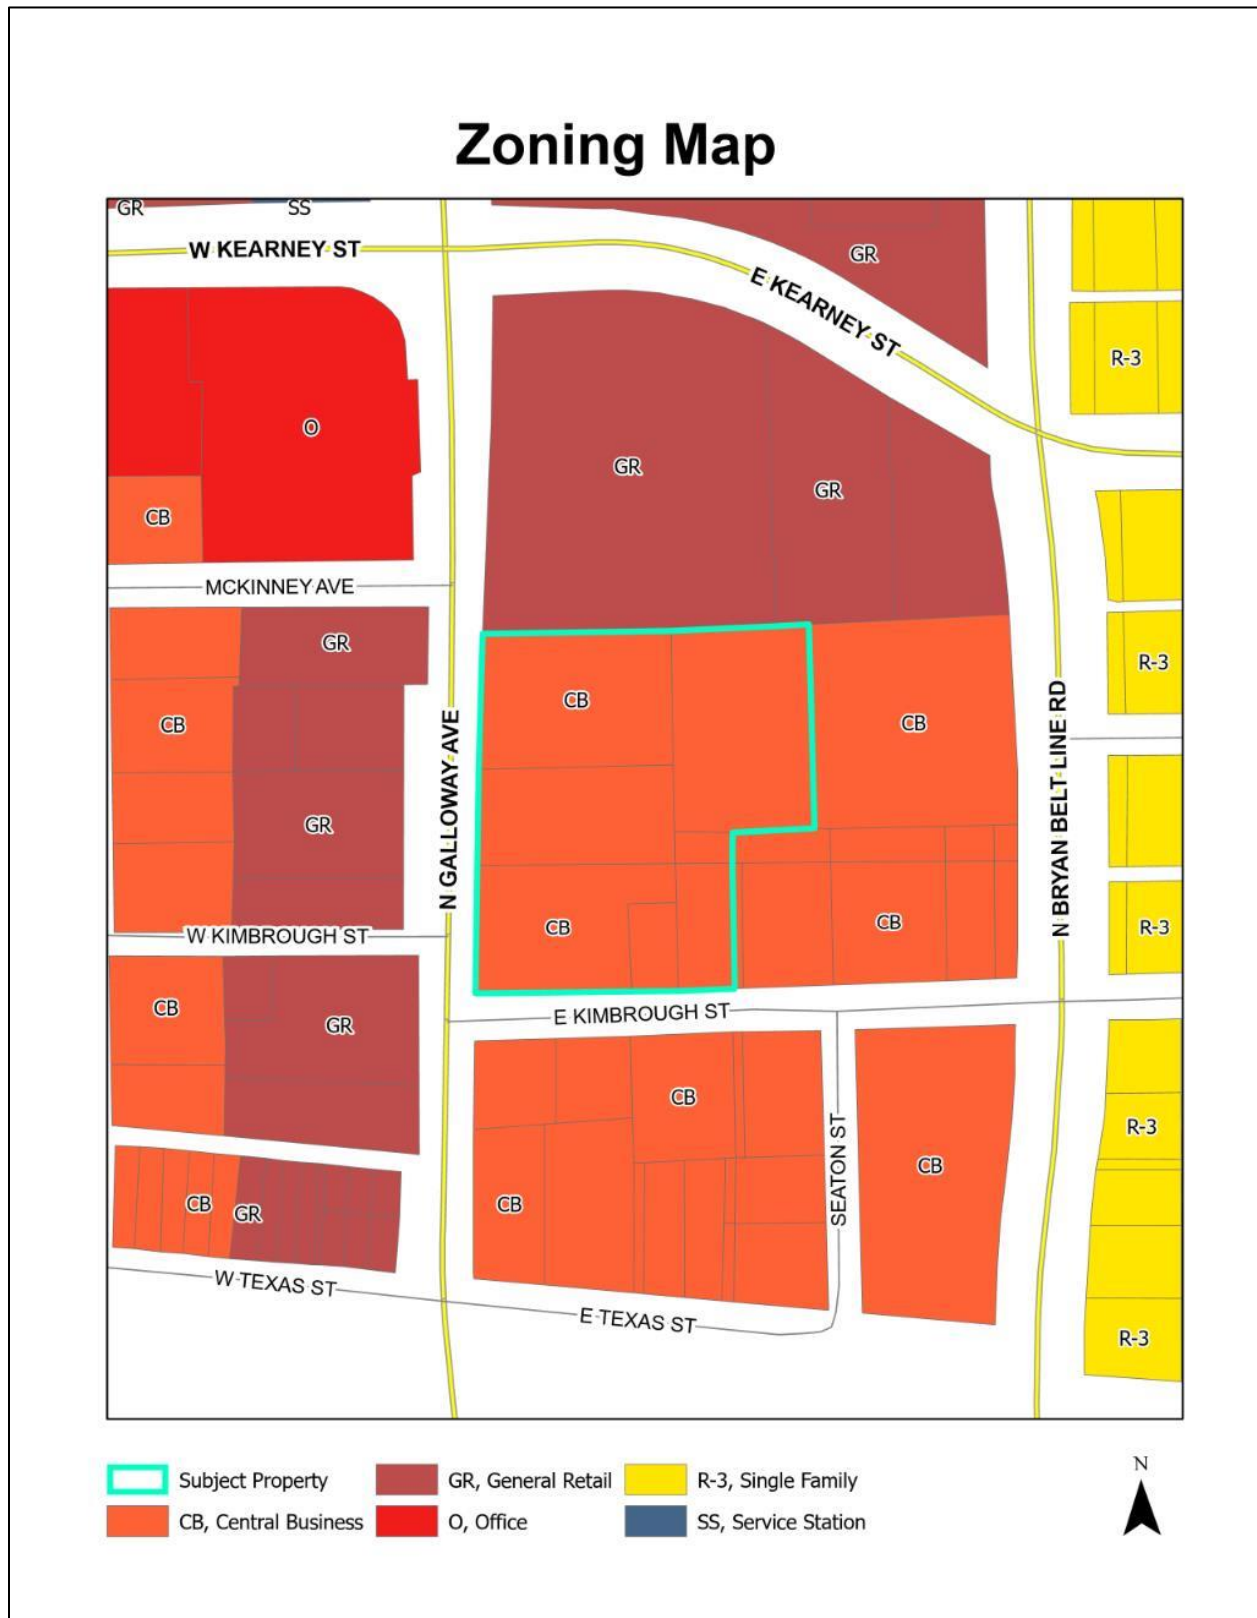 Zoning Map
GR
SS
W KEARNEY ST
GR
E KEARNEY ST
R-3
O
GR
GR
CB
MCKINNEY AVE
GR
R-3
CB
CB
CB
N GALLOWAY AVE
N BRYAN BELT LINE RD
GR
CB
CB
R-3
W KIMBROUGH ST
CB
E KIMBROUGH ST
GR
CB
R-3
SEATON ST
CB
CB
CB
GR
W TEXAS ST
E TEXAS ST
R-3
Subject Property
GR, General Retail
R-3, Single Family
CB, Central Business
O, Office
SS, Service Station
N